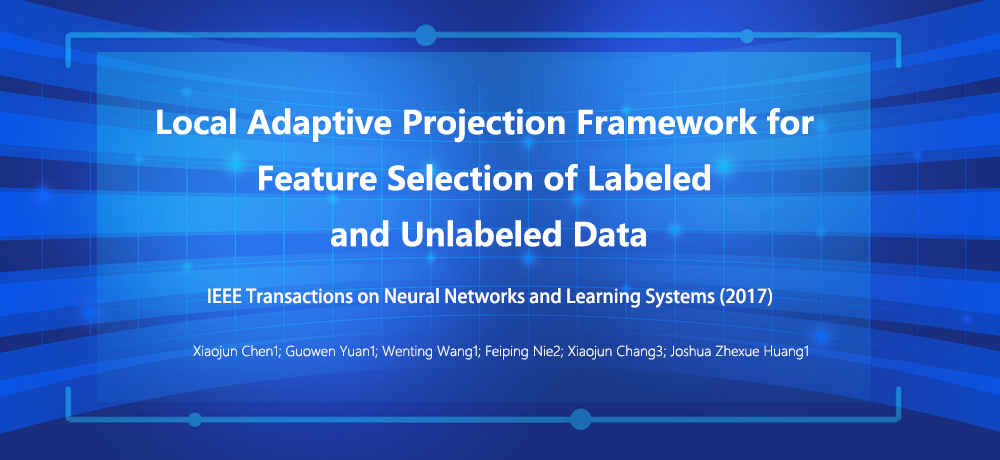 Local Adaptive Projection Framework for
Feature Selection of Labeled
and Unlabeled Data
IEEE Transactions on Neural Networks and Learning Systems (2017)
Xiaojun Chen1; Guowen Yuan1; Wenting Wang1; Feiping Nie2; Xiaojun Chang3; Joshua Zhexue Huang1